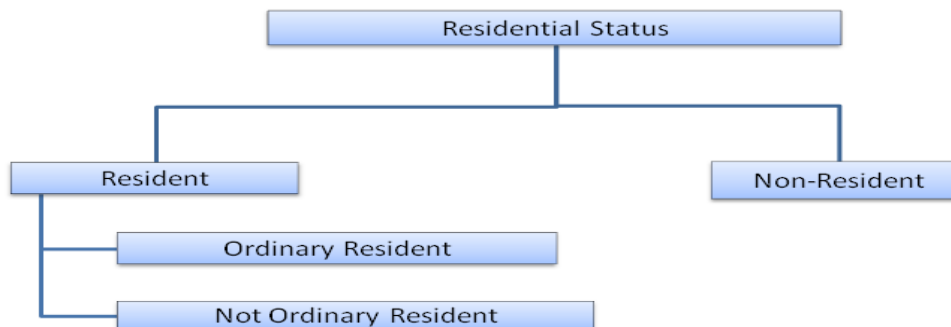 Residential Status
Resident
Non-Resident
Ordinary Resident
Not Ordinary Resident